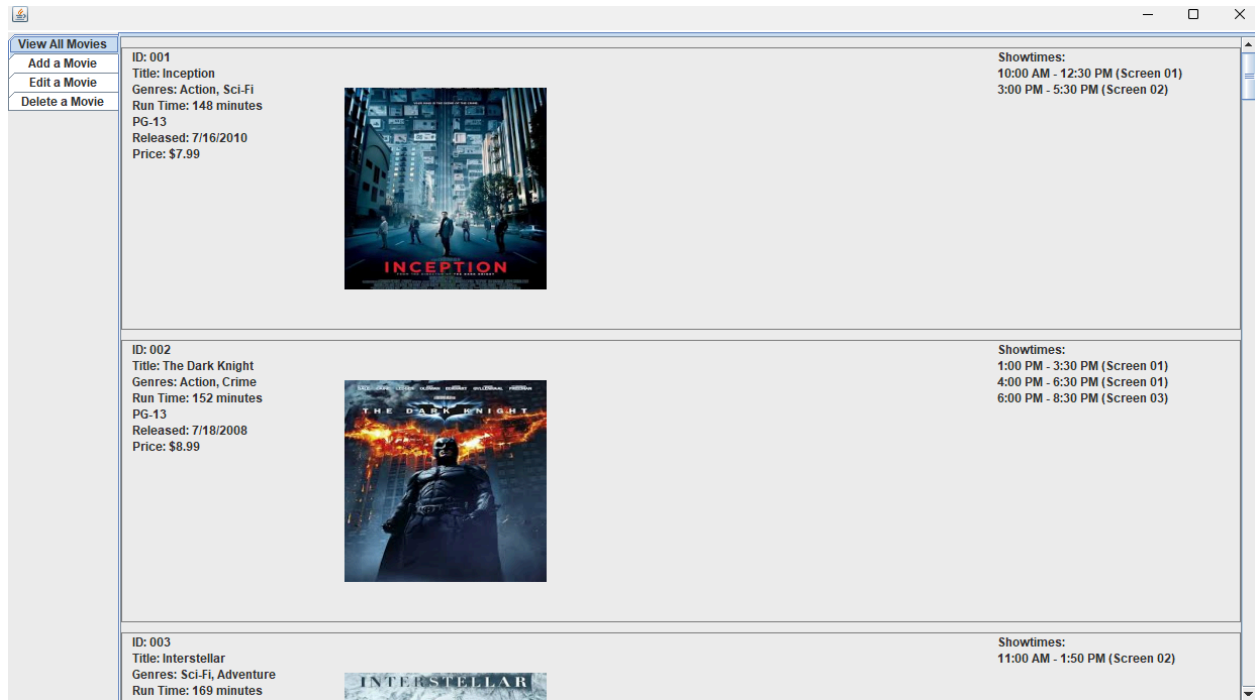 View All Movies
Add a Movie
Edit a Movie
Delete a Movie
ID: 001
Title: Inception
Genres: Action, Sci-Fi
Run Time: 148 minutes
PG-13
Released: 7/16/2010
Price: $7.99
INCEPTION
Showtimes:
10:00 AM - 12:30 PM (Screen 01)
3:00 PM - 5:30 PM (Screen 02)
ID: 002
Title: The Dark Knight
Genres: Action, Crime
Run Time: 152 minutes
PG-13
Released: 7/18/2008
Price: $8.99
THE DARK KNIGHT
Showtimes:
1:00 PM - 3:30 PM (Screen 01)
4:00 PM - 6:30 PM (Screen 01)
6:00 PM - 8:30 PM (Screen 03)
ID: 003
Title: Interstellar
Genres: Sci-Fi, Adventure
Run Time: 169 minutes
INTERSTELLAR
Showtimes:
11:00 AM - 1:50 PM (Screen 02)